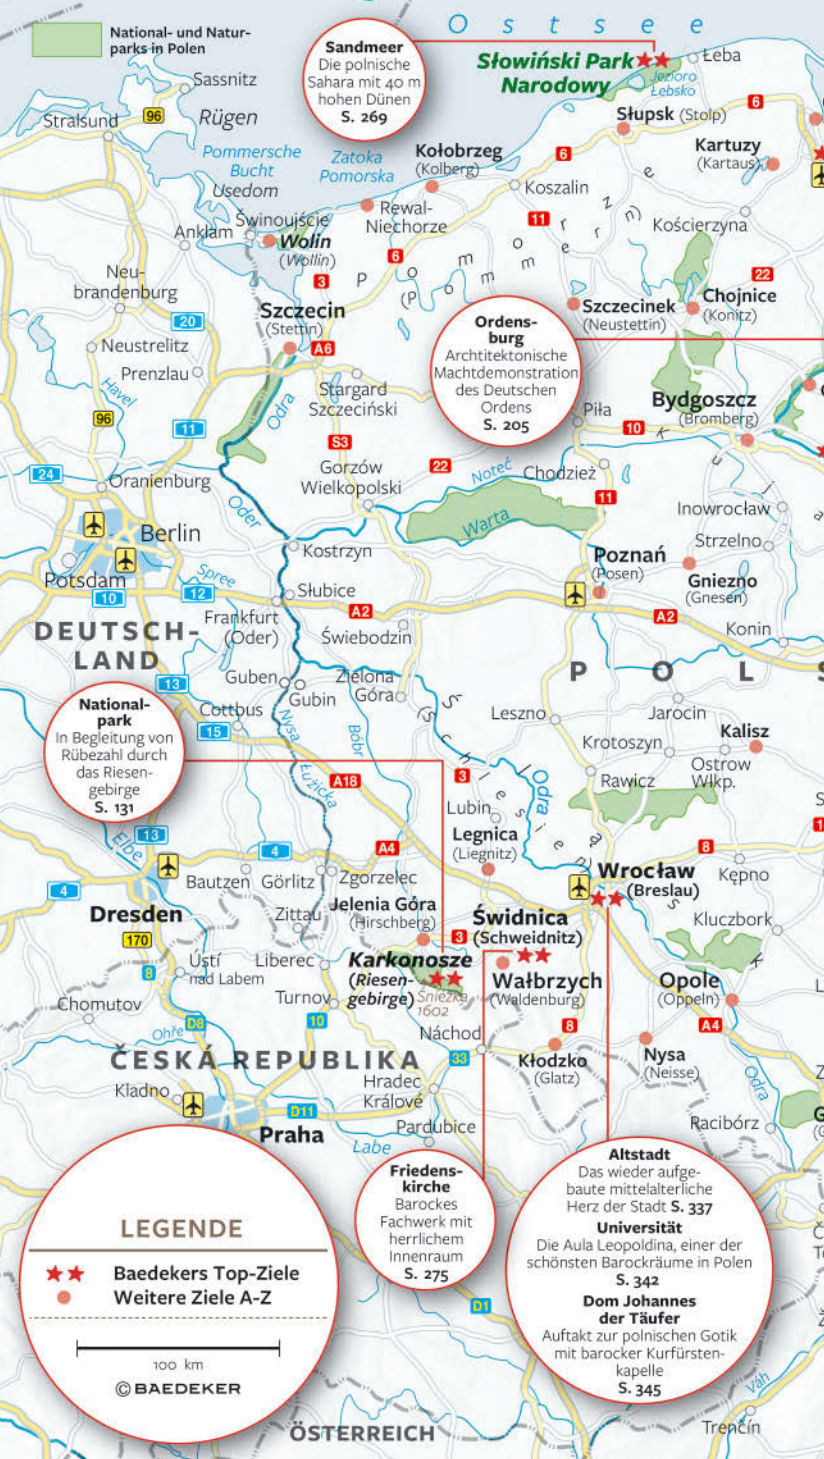 National- und Natur-
parks in Polen
Ostsee
Sandmeer
Die polnische
Sahara mit 40 m
hohen Dünen
S. 269
Słowiński Park
Narodowy
Łeba
Jezioro
Łebsko
Sassnitz
Stralsund
96
Rügen
6
Słupsk (Stolp)
Kartuzy
(Kartaus)
Pommersche
Bucht
Zatoka
Pomorska
Kołobrzeg
(Kolberg)
6
Usedom
Koszalin
Rewal-
Niechorze
11
Kościerzyna
Świnoujście
Anklam
Wolin
(Wollin)
6
3
Pomorze
(Pommern)
Neu-
brandenburg
22
Szczecin
(Stettin)
Szczecinek
(Neustettin)
Chojnice
(Konitz)
20
Ordens-
burg
Archtitektonische
Machtdemonstration
des Deutschen
Ordens
S. 205
Neustrelitz
A6
Prenzlau
Stargard
Szczeciński
Havel
Odra
Bydgoszcz
(Bromberg)
96
11
Piła
10
S3
Kuja
24
Gorzów
Wielkopolski
22
Noteć
Chodzież
Oranienburg
Oder
11
Warta
Inowrocław
Berlin
Strzelno
Kostrzyn
Poznań
(Posen)
Gniezno
(Gnesen)
Potsdam
Spree
10
12
Słubice
Frankfurt
(Oder)
A2
A2
Świebodzin
Konin
DEUTSCH-
LAND
POLS
13
Guben
Gubin
Zielona
Góra
National-
park
In Begleitung von
Rübezahl durch
das Riesen-
gebirge
S. 131
Cottbus
15
Leszno
Jarocin
Nysa
Łużicka
Bóbr
Śląsk
(Schlesien)
Kalisz
Krotoszyn
Ostrow
Wlkp.
A18
3
Odra
Rawicz
Lubin
Elbe
13
Legnica
(Liegnitz)
4
A4
8
4
Bautzen
Görlitz
Zgorzelec
Wrocław
(Breslau)
Kępno
Dresden
Zittau
Jelenia Góra
(Hirschberg)
Świdnica
(Schweidnitz)
Kluczbork
170
3
8
Ústí
nad Labem
Liberec
Karkonosze
(Riesen-
gebirge)
Śnieżka
1602
Wałbrzych
(Waldenburg)
Opole
(Oppeln)
Chomutov
Turnov
Ohře
D8
10
Náchod
8
A4
33
Kłodzko
(Glatz)
Nysa
(Neisse)
ČESKÁ REPUBLIKA
Kladno
Hradec
Králové
Odra
D11
Praha
Pardubice
Racibórz
Labe
Friedens-
kirche
Barockes
Fachwerk mit
herrlichem
Innenraum
S. 275
Altstadt
Das wieder aufge-
baute mittelalterliche
Herz der Stadt S. 337
Universität
Die Aula Leopoldina, einer der
schönsten Barockräume in Polen
S. 342
Dom Johannes
der Täufer
Auftakt zur polnischen Gotik
mit barocker Kurfürsten-
kapelle
S. 345
LEGENDE
Baedekers Top-Ziele
Weitere Ziele A-Z
100 km
© BAEDEKER
D1
Váh
Trenčín
ÖSTERREICH